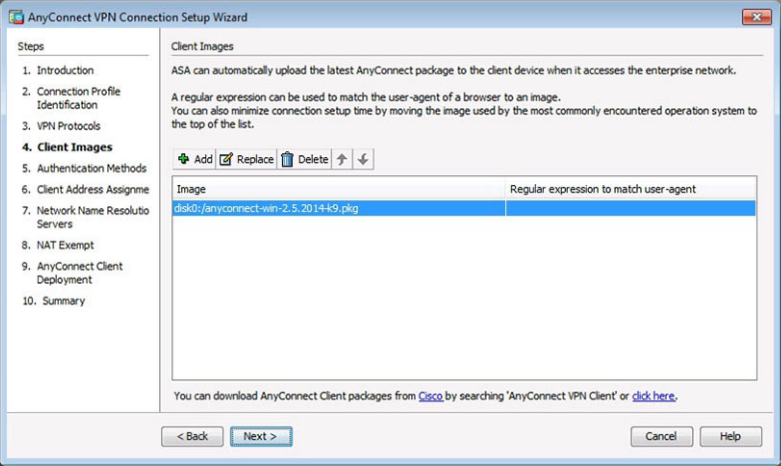 AnyConnect VPN Connection Setup Wizard
Steps
1. Introduction
2. Connection Profile
Identification
3. VPN Protocols
4. Client Images
5. Authentication Methods
6. Client Address Assignme
7. Network Name Resolutio
Servers
8. NAT Exempt
9. AnyConnect Client
Deployment
10. Summary
Client Images
ASA can automatically upload the latest AnyConnect package to the client device when it accesses the enterprise network.
A regular expression can be used to match the user-agent of a browser to an image.
You can also minimize connection setup time by moving the image used by the most commonly encountered operation system to
the top of the list.
Add Replace Delete
Image Regular expression to match user-agent
disk0:/anyconnect-win-2.5.2014-k9.pkg
You can download AnyConnect Client packages from Cisco by searching 'AnyConnect VPN Client' or click here.
< Back Next > Cancel Help